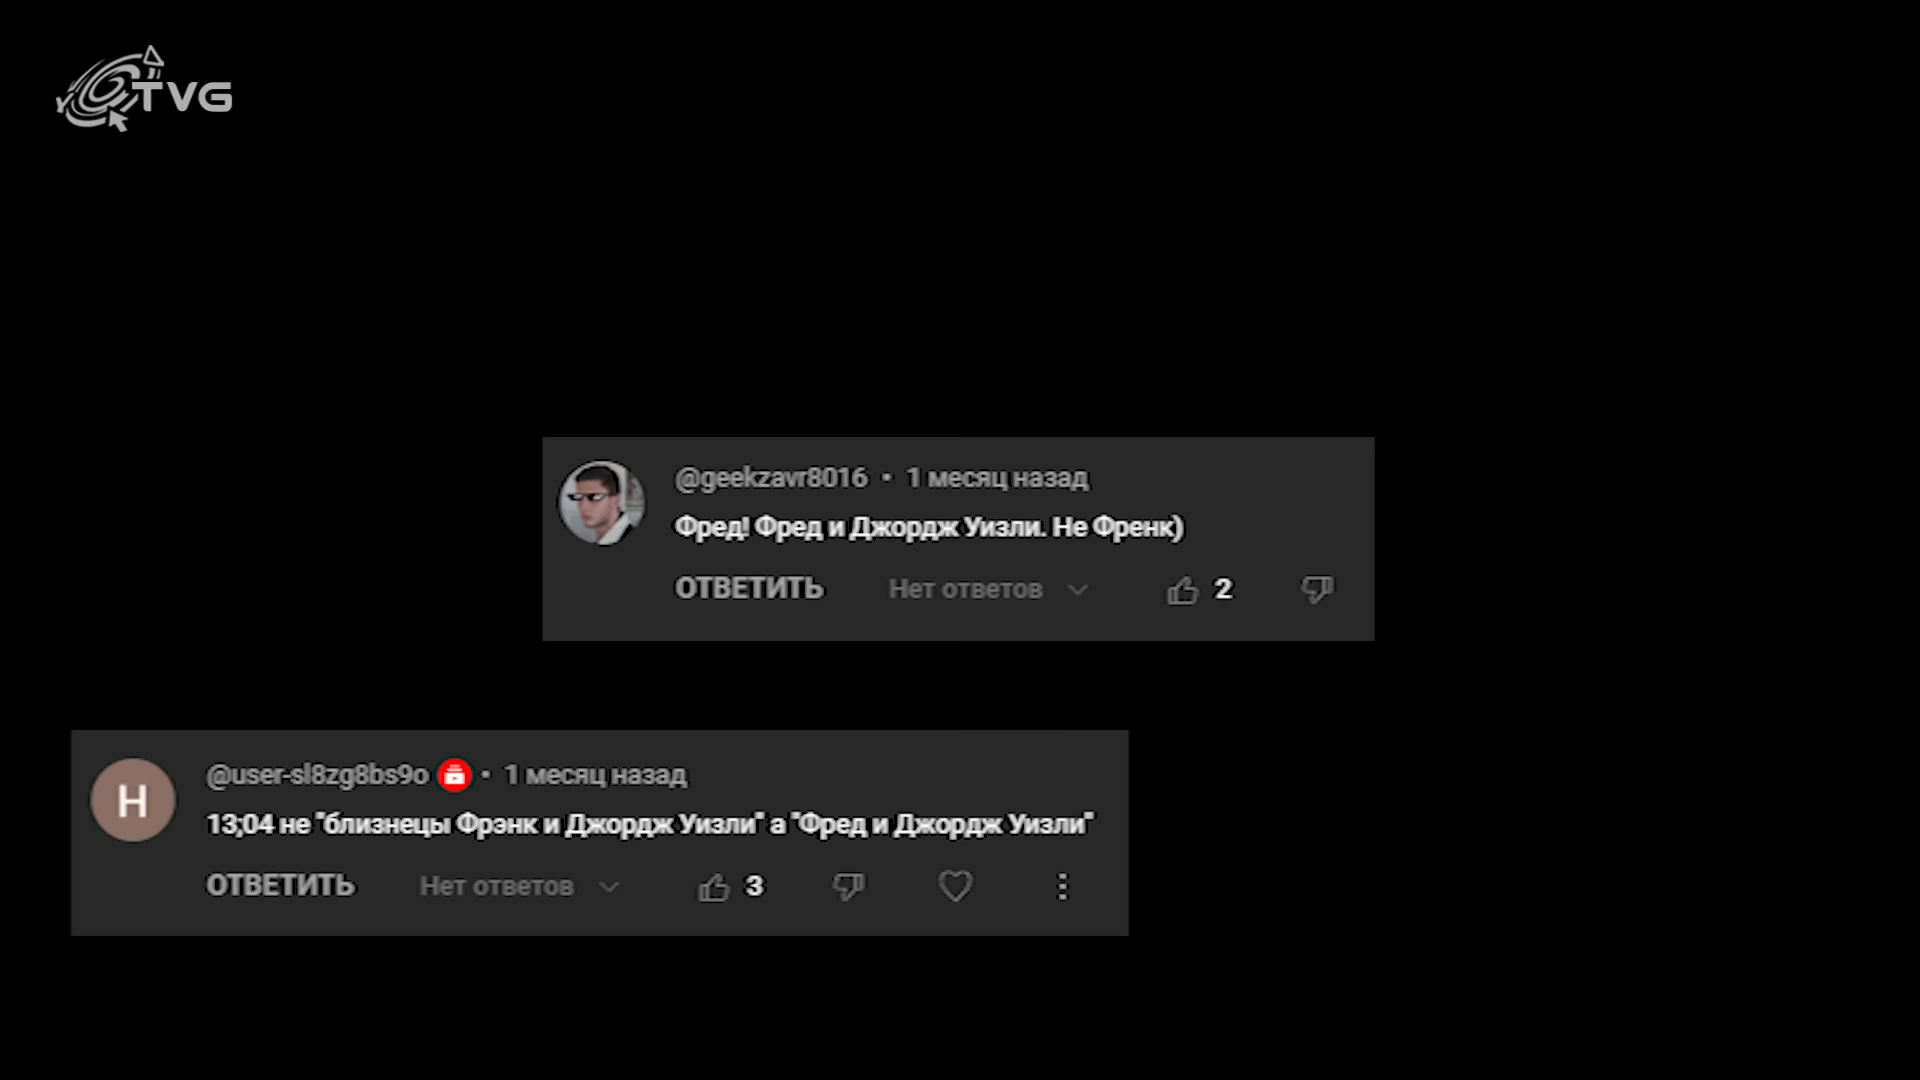 TVG
@geekzavr8016 • 1 месяц назад
Фред! Фред и Джордж Уизли. Не Френк)
ОТВЕТИТЬ Нет ответов 2
H
@user-sl8zg8bs9o • 1 месяц назад
13;04 не "близнецы Фрэнк и Джордж Уизли" а "Фред и Джордж Уизли"
ОТВЕТИТЬ Нет ответов 3